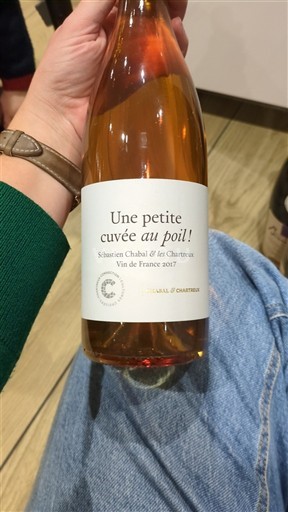 Une petite
cuvée au poil!
Sébastien Chabal & les Chartreux
Vin de France 2017
C
CHABAL & CHARTREUX